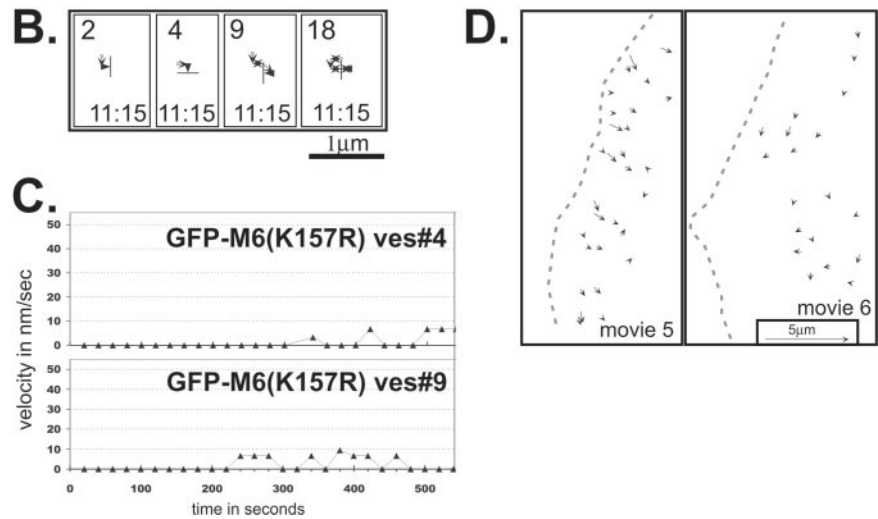 B.
2
4
9
18
11:15
11:15
11:15
11:15
1µm
C.
velocity in nm/sec
GFP-M6(K157R) ves#4
50
40
30
20
10
0
GFP-M6(K157R) ves#9
50
40
30
20
10
0
0
100
200
300
400
500
time in seconds
D.
movie 5
movie 6
5µm